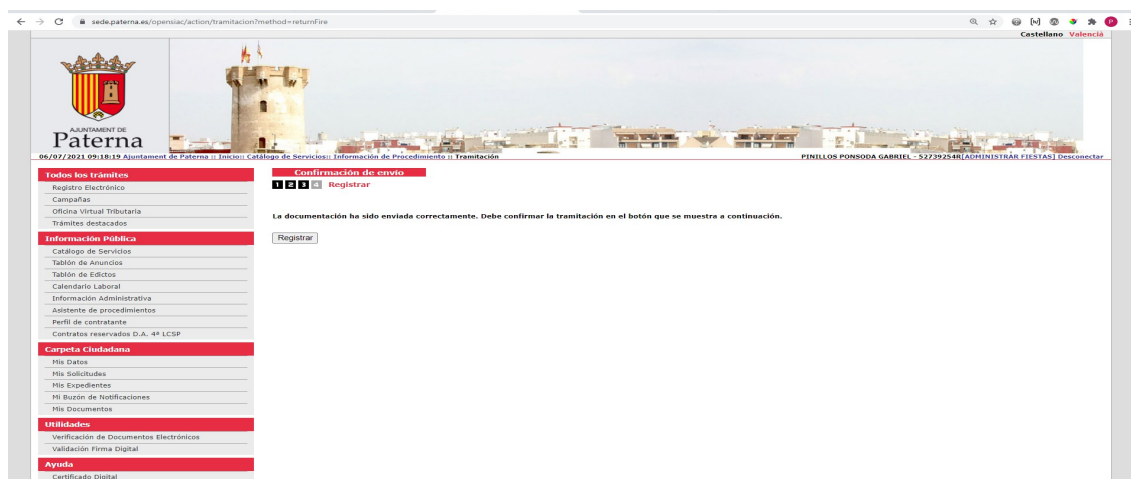 sede.paterna.es/opensiac/action/tramitacion?method=returnFire
Castellano Valencià
AJUNTAMENT DE
Paterna
06/07/2021 09:18:19 Ajuntament de Paterna :: Inicio:: Catálogo de Servicios:: Información de Procedimiento :: Tramitación
PINILLOS PONSODA GABRIEL - 52739254R[ADMINISTRAR FIESTAS] Desconectar
Todos los trámites
Registro Electrónico
Campañas
Oficina Virtual Tributaria
Trámites destacados
Información Pública
Catálogo de Servicios
Tablón de Anuncios
Tablón de Edictos
Calendario Laboral
Información Administrativa
Asistente de procedimientos
Perfil de contratante
Contratos reservados D.A. 4ª LCSP
Carpeta Ciudadana
Mis Datos
Mis Solicitudes
Mis Expedientes
Mi Buzón de Notificaciones
Mis Documentos
Utilidades
Verificación de Documentos Electrónicos
Validación Firma Digital
Ayuda
Certificado Digital
Confirmación de envío
1 2 3 4 Registrar
La documentación ha sido enviada correctamente. Debe confirmar la tramitación en el botón que se muestra a continuación.
Registrar